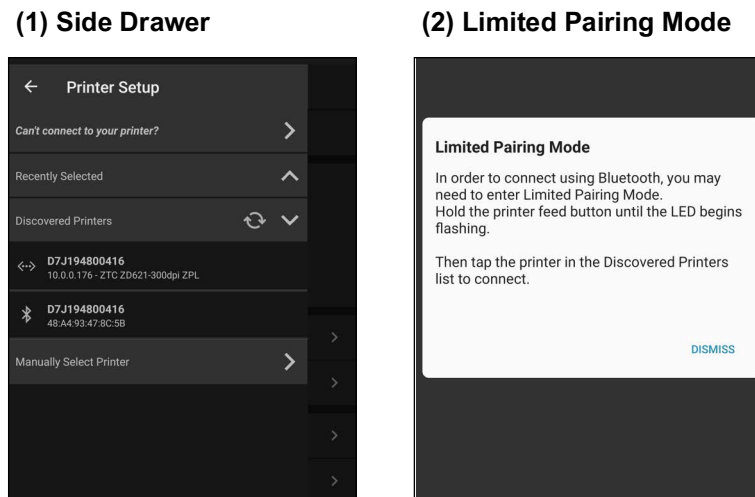 (1) Side Drawer
Printer Setup
Can't connect to your printer?
Recently Selected
Discovered Printers
D7J194800416
10.0.0.176 - ZTC ZD621-300dpi ZPL
D7J194800416
48:A4:93:47:8C:5B
Manually Select Printer
(2) Limited Pairing Mode
Limited Pairing Mode
In order to connect using Bluetooth, you may
need to enter Limited Pairing Mode.
Hold the printer feed button until the LED begins
flashing.
Then tap the printer in the Discovered Printers
list to connect.
DISMISS